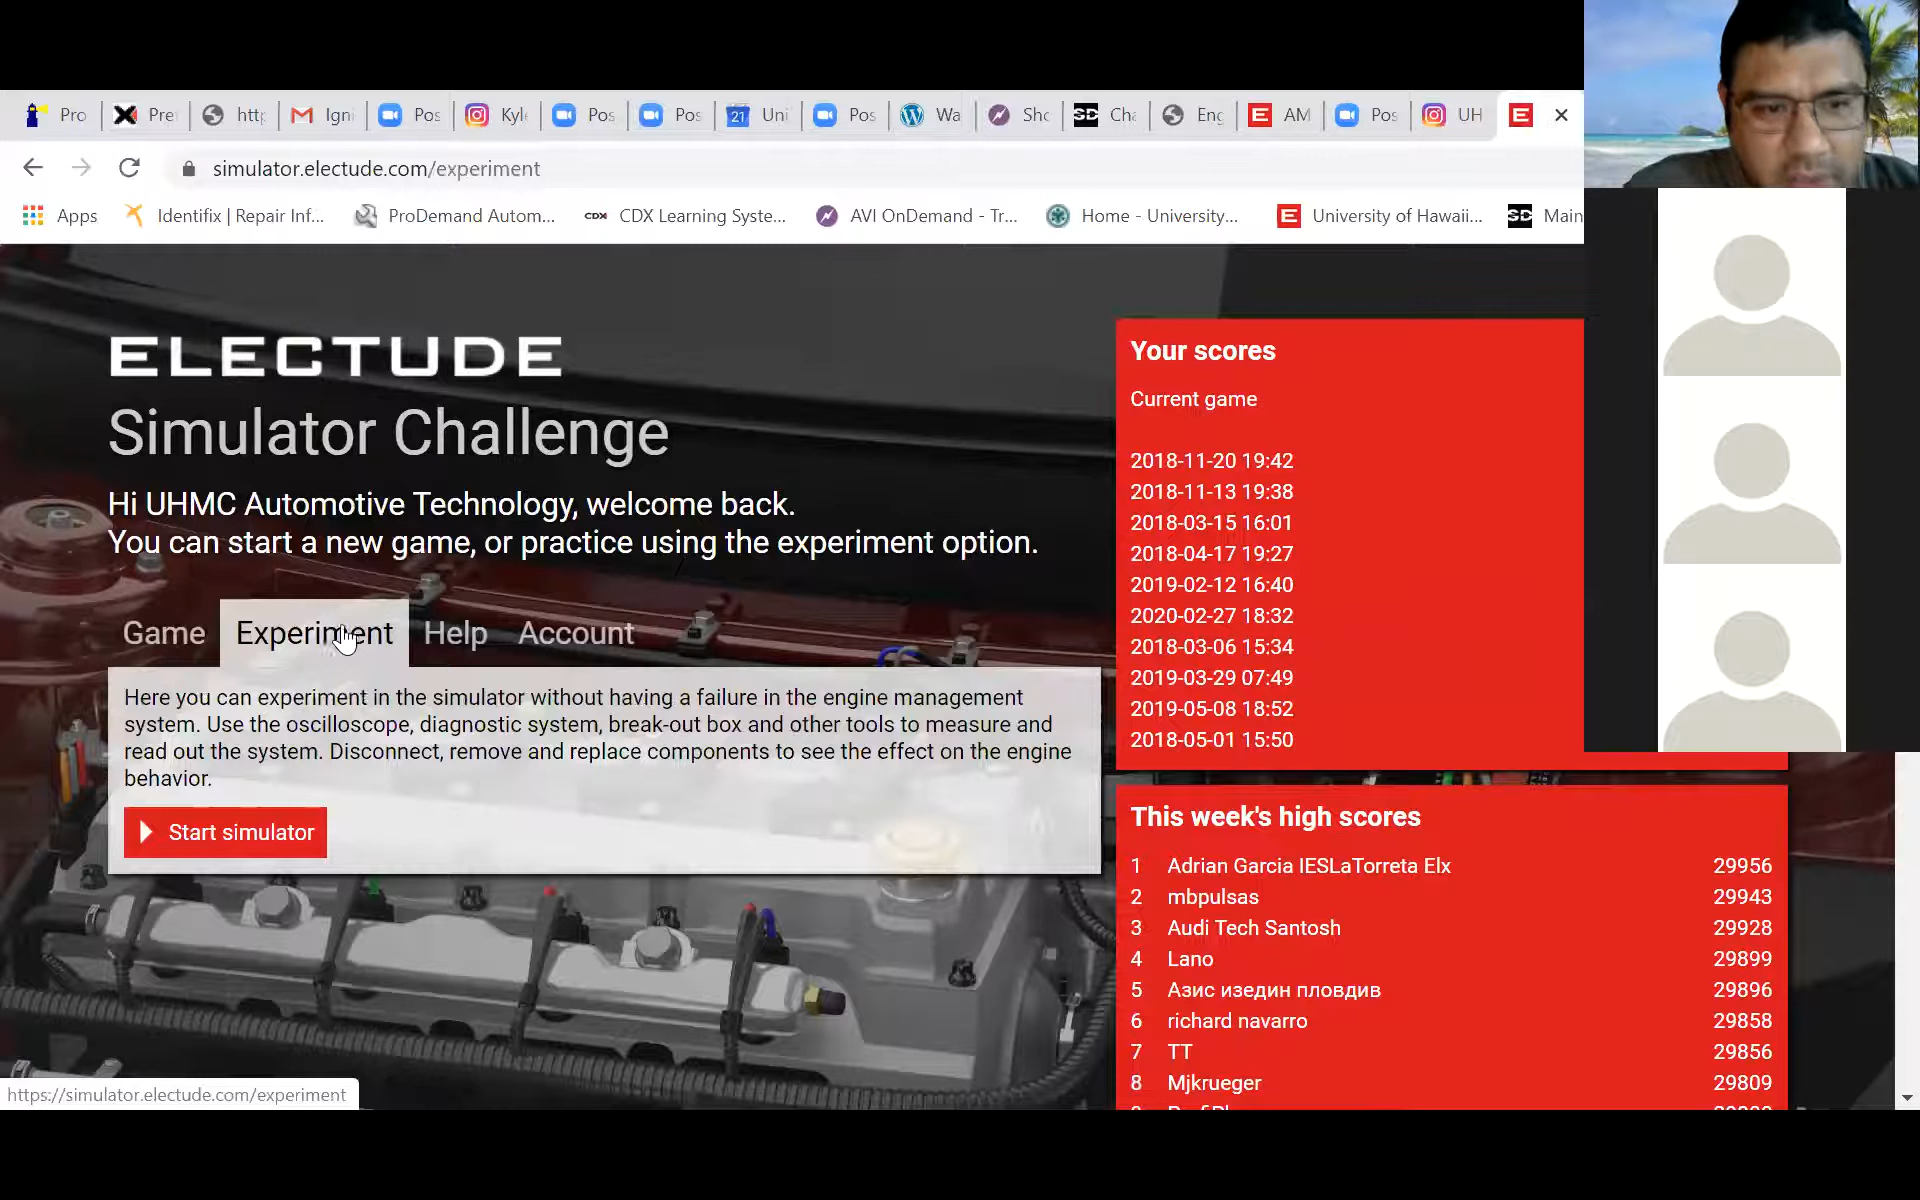 Pro
Pre
http
Igni
Pos
Kyl
Pos
Pos
21
Uni
Pos
Wa
Sho
SD
Cha
Eng
E
AM
Pos
UH
E
simulator.electude.com/experiment
Apps
Identifix | Repair Inf...
ProDemand Autom...
CDX
CDX Learning Syste...
AVI OnDemand - Tr...
Home - University...
E
University of Hawaii...
SD
Main
ELECTUDE
Simulator Challenge
Hi UHMC Automotive Technology, welcome back.
You can start a new game, or practice using the experiment option.
Game
Experiment
Help
Account
Here you can experiment in the simulator without having a failure in the engine management
system. Use the oscilloscope, diagnostic system, break-out box and other tools to measure and
read out the system. Disconnect, remove and replace components to see the effect on the engine
behavior.
Start simulator
Your scores
Current game
2018-11-20 19:42
2018-11-13 19:38
2018-03-15 16:01
2018-04-17 19:27
2019-02-12 16:40
2020-02-27 18:32
2018-03-06 15:34
2019-03-29 07:49
2019-05-08 18:52
2018-05-01 15:50
This week's high scores
1 Adrian Garcia IESLaTorreta Elx 29956
2 mbpulsas 29943
3 Audi Tech Santosh 29928
4 Lano 29899
5 Азис изедин пловдив 29896
6 richard navarro 29858
7 TT 29856
8 Mjkrueger 29809
https://simulator.electude.com/experiment